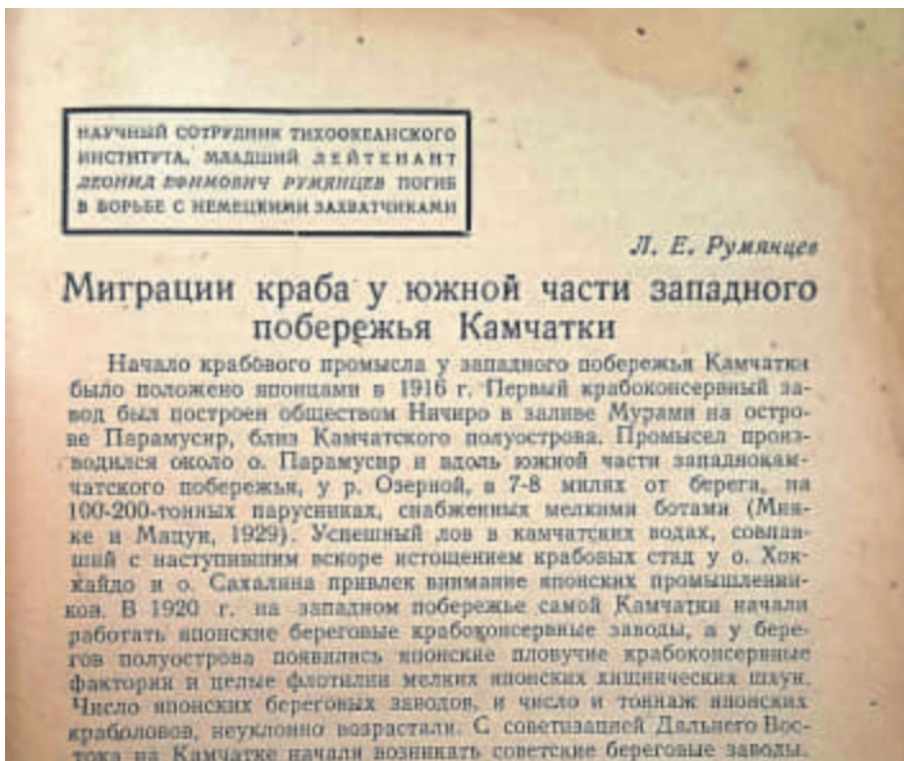 НАУЧНЫЙ СОТРУДНИК ТИХООКЕАНСКОГО
ИНСТИТУТА, МЛАДШИЙ ЛЕЙТЕНАНТ
ЛЕОНИД ЕФИМОВИЧ РУМЯНЦЕВ ПОГИБ
В БОРЬБЕ С НЕМЕЦКИМИ ЗАХВАТЧИКАМИ
Л. Е. Румянцев
Миграции краба у южной части западного
побережья Камчатки
Начало крабового промысла у западного побережья Камчатки
было положено японцами в 1916 г. Первый крабоконсервный за-
вод был построен обществом Ничиро в заливе Мурами на остро-
ве Парамусир, близ Камчатского полуострова. Промысел произ-
водился около о. Парамусир и вдоль южной части западнокам-
чатского побережья, у р. Озерной, в 7-8 милях от берега, на
100-200-тонных парусниках, снабженных мелкими ботами (Мия-
ке и Мацуи, 1929). Успешный лов в камчатских водах, совпав-
ший с наступившим вскоре истощением крабовых стад у о. Хок-
кайдо и о. Сахалина привлек внимание японских промышленни-
ков. В 1920 г. на западном побережье самой Камчатки начали
работать японские береговые крабоконсервные заводы, а у бере-
гов полуострова появились японские пловучие крабоконсервные
фактории и целые флотилии мелких японских хищнических шхун.
Число японских береговых заводов, и число и тоннаж японских
краболовов, неуклонно возрастали. С советизацией Дальнего Вос-
тока на Камчатке начали возникать советские береговые заводы.